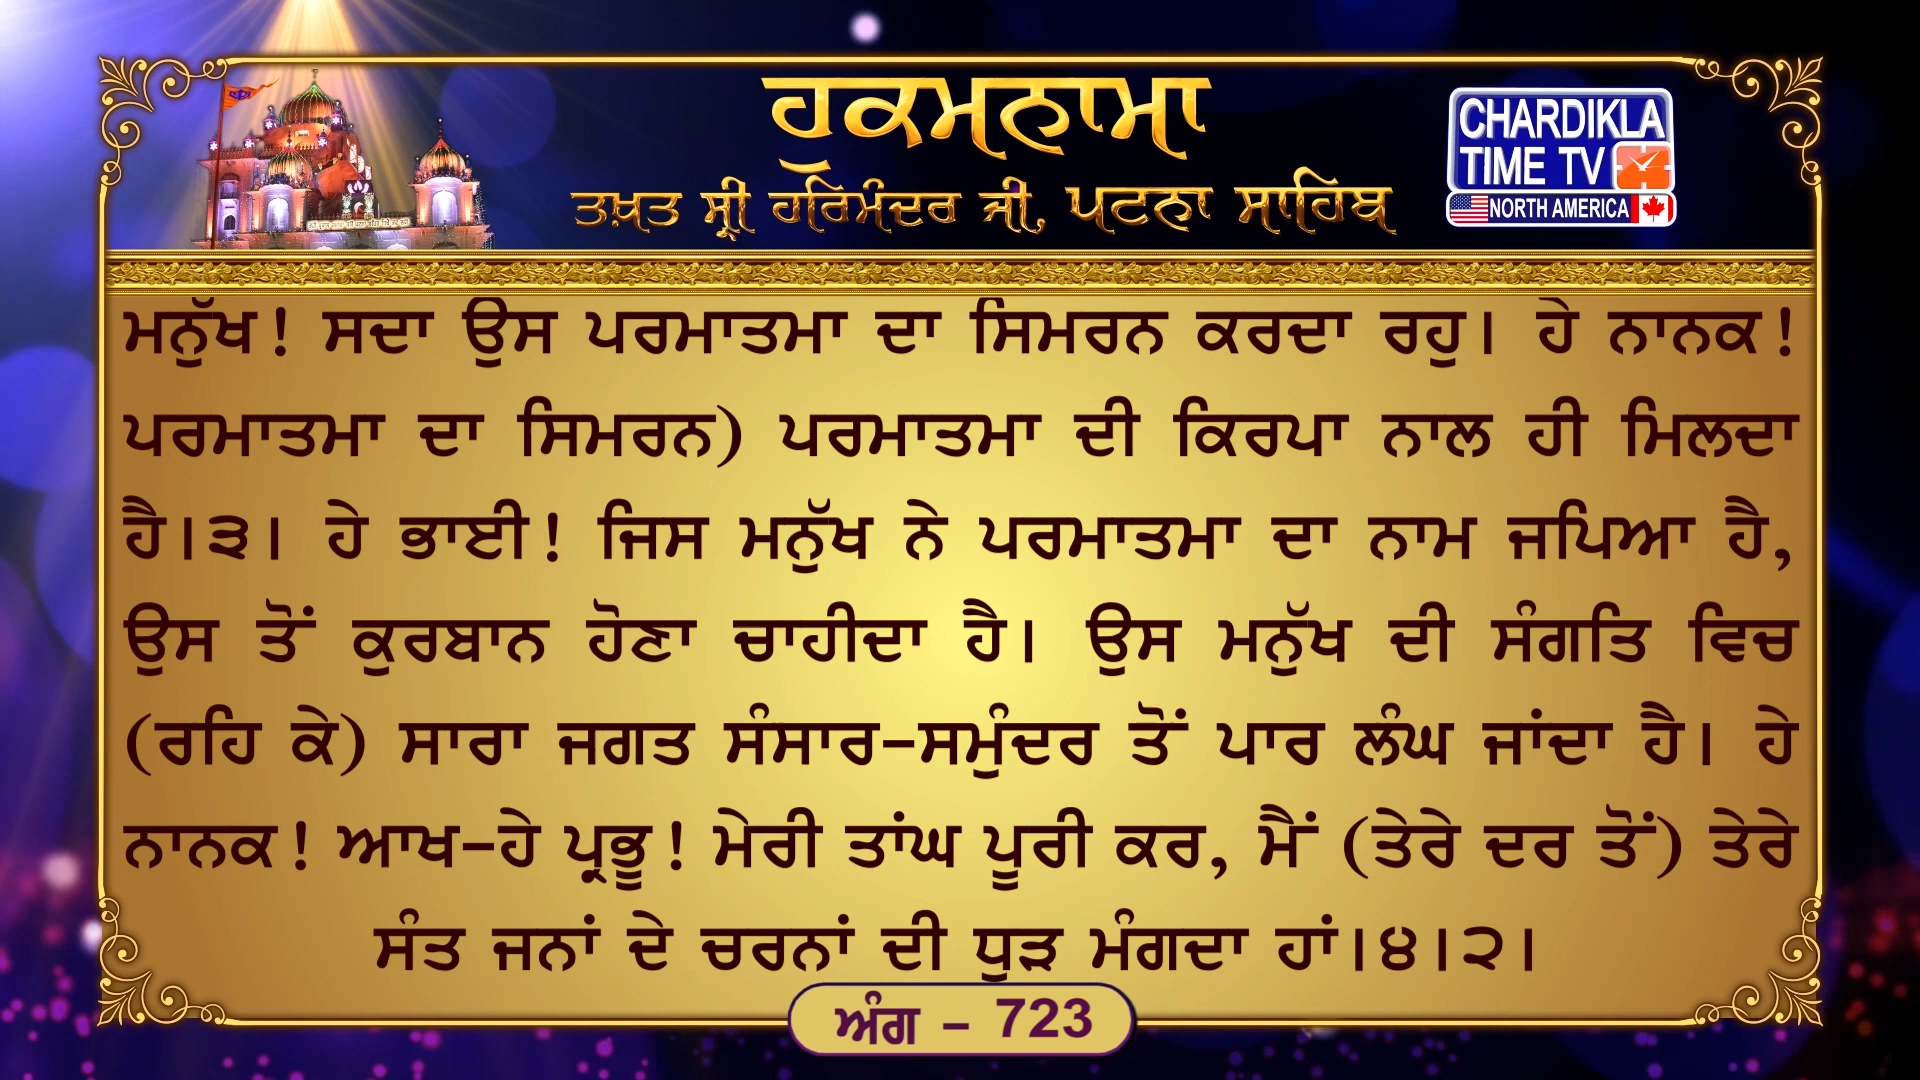 ਹੁਕਮਨਾਮਾ
ਤਖ਼ਤ ਸ੍ਰੀ ਹਰਿਮੰਦਰ ਜੀ, ਪਟਨਾ ਸਾਹਿਬ
CHARDIKLA
TIME TV
NORTH AMERICA
ਮਨੁੱਖ! ਸਦਾ ਉਸ ਪਰਮਾਤਮਾ ਦਾ ਸਿਮਰਨ ਕਰਦਾ ਰਹੁ। ਹੇ ਨਾਨਕ!
ਪਰਮਾਤਮਾ ਦਾ ਸਿਮਰਨ) ਪਰਮਾਤਮਾ ਦੀ ਕਿਰਪਾ ਨਾਲ ਹੀ ਮਿਲਦਾ
ਹੈ।੩। ਹੇ ਭਾਈ! ਜਿਸ ਮਨੁੱਖ ਨੇ ਪਰਮਾਤਮਾ ਦਾ ਨਾਮ ਜਪਿਆ ਹੈ,
ਉਸ ਤੋਂ ਕੁਰਬਾਨ ਹੋਣਾ ਚਾਹੀਦਾ ਹੈ। ਉਸ ਮਨੁੱਖ ਦੀ ਸੰਗਤਿ ਵਿਚ
(ਰਹਿ ਕੇ) ਸਾਰਾ ਜਗਤ ਸੰਸਾਰ-ਸਮੁੰਦਰ ਤੋਂ ਪਾਰ ਲੰਘ ਜਾਂਦਾ ਹੈ। ਹੇ
ਨਾਨਕ! ਆਖ-ਹੇ ਪ੍ਰਭੂ! ਮੇਰੀ ਤਾਂਘ ਪੂਰੀ ਕਰ, ਮੈਂ (ਤੇਰੇ ਦਰ ਤੋਂ) ਤੇਰੇ
ਸੰਤ ਜਨਾਂ ਦੇ ਚਰਨਾਂ ਦੀ ਧੁੜ ਮੰਗਦਾ ਹਾਂ।੪।੨।
ਅੰਗ - 723